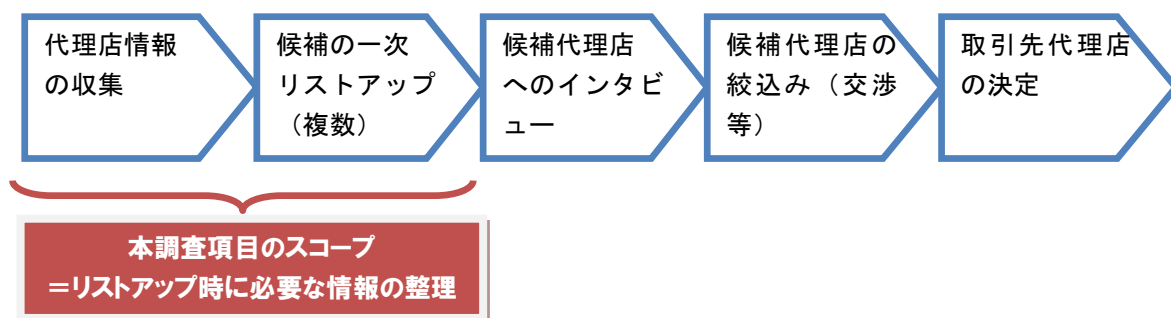 代理店情報
の収集
候補の一次
リストアップ
（複数）
候補代理店
へのインタビ
ュー
候補代理店の
絞込み（交渉
等）
取引先代理店
の決定
本調査項目のスコープ
＝リストアップ時に必要な情報の整理